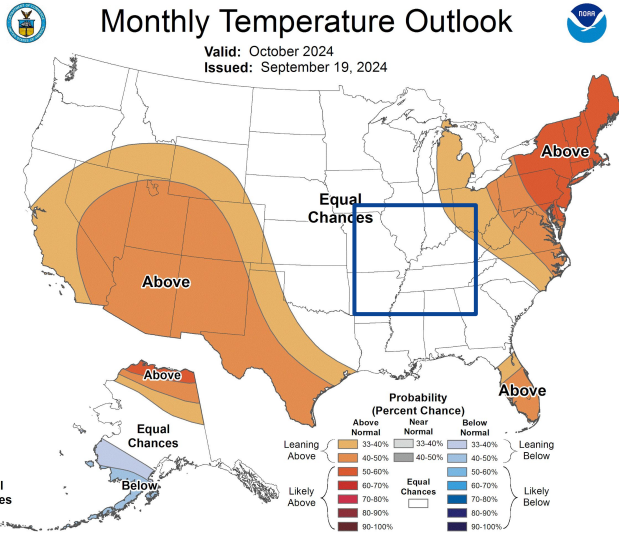 Monthly Temperature Outlook
NOAA
Valid: October 2024
Issued: September 19, 2024
Above
Equal
Chances
Above
Above
Above
Equal
Chances
Below
l
es
Probability
(Percent Chance)
Above
Normal
Near
Normal
Below
Normal
Leaning
Above
33-40%
40-50%
Likely
Above
50-60%
60-70%
70-80%
80-90%
90-100%
33-40%
40-50%
Equal
Chances
33-40%
40-50%
Leaning
Below
50-60%
60-70%
70-80%
80-90%
90-100%
Likely
Below